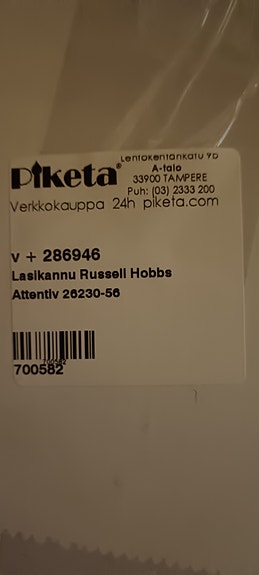 Lentokentänkatu 9b
Piketa®
A-talo
33900 TAMPERE
Puh: (03) 2333 200
Verkkokauppa 24h piketa.com
v + 286946
Lasikannu Russell Hobbs
Attentiv 26230-56
700582
700582